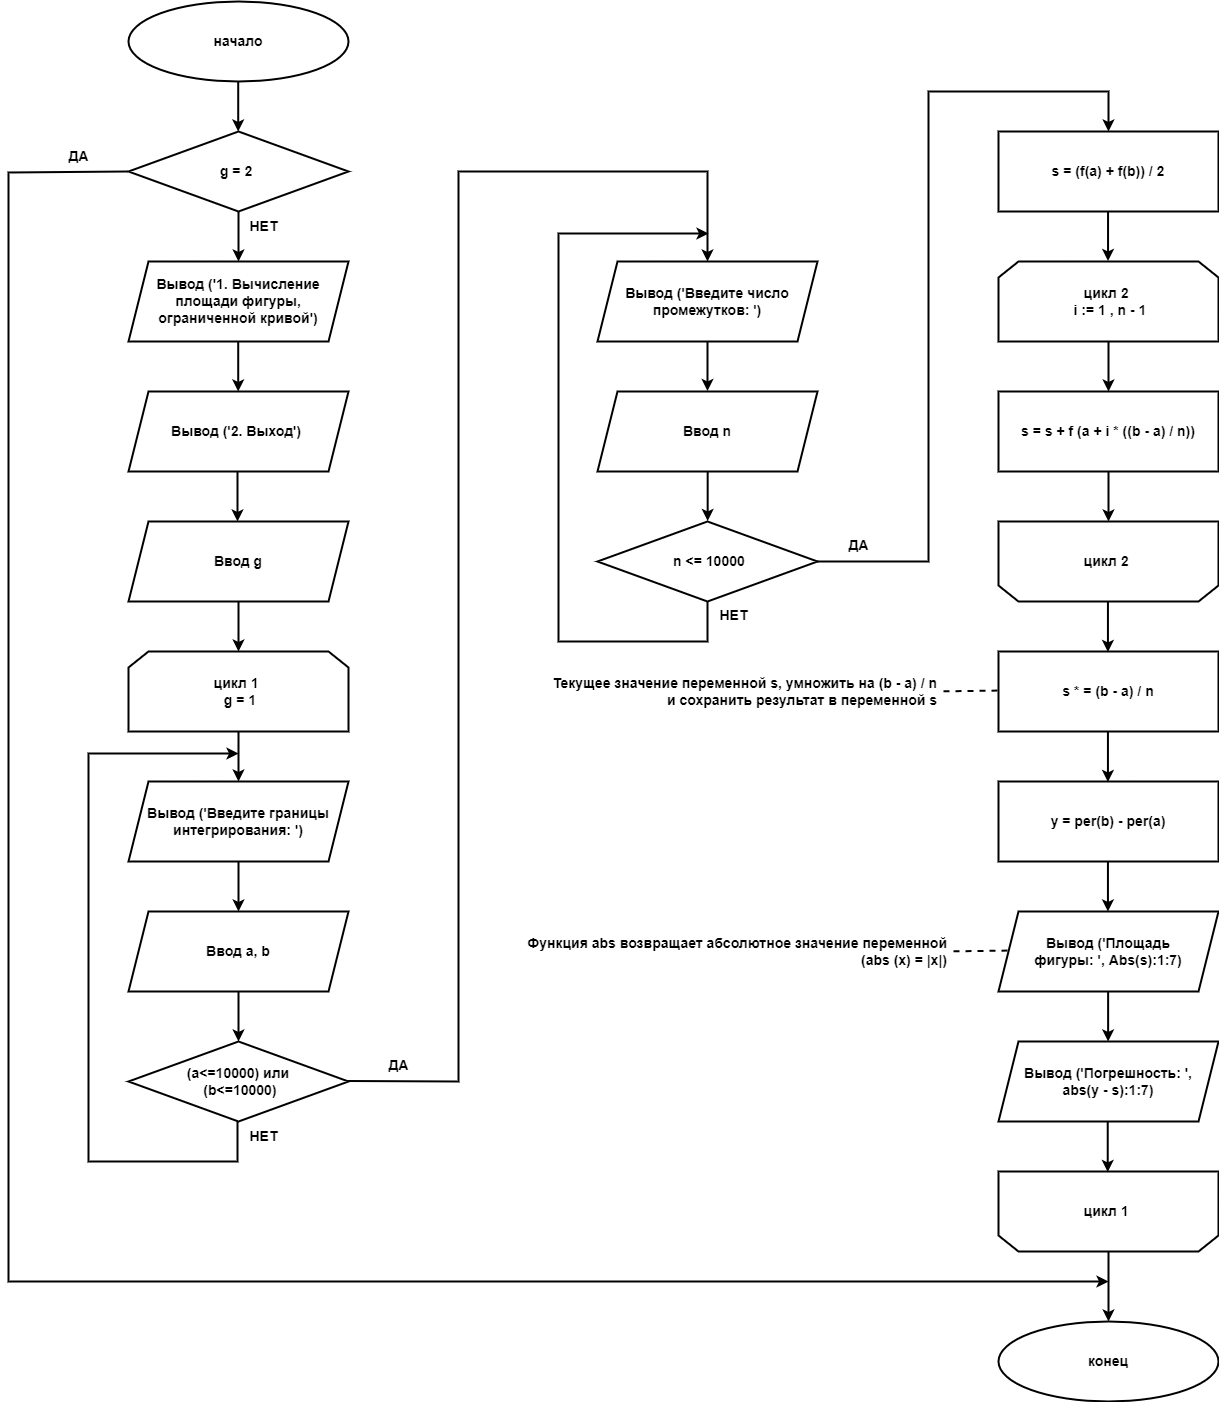 начало
g = 2
ДА
НЕТ
Вывод ('1. Вычисление
площади фигуры,
ограниченной кривой')
Вывод ('2. Выход')
Ввод g
цикл 1
g = 1
Вывод ('Введите границы
интегрирования: ')
Ввод a, b
(a<=10000) или
(b<=10000)
ДА
НЕТ
Вывод ('Введите число
промежутков: ')
Ввод n
n <= 10000
ДА
НЕТ
s = (f(a) + f(b)) / 2
цикл 2
i := 1 , n - 1
s = s + f (a + i * ((b - a) / n))
цикл 2
Текущее значение переменной s, умножить на (b - a) / n
и сохранить результат в переменной s
s * = (b - a) / n
y = per(b) - per(a)
Функция abs возвращает абсолютное значение переменной
(abs (x) = |x|)
Вывод ('Площадь
фигуры: ', Abs(s):1:7)
Вывод ('Погрешность: ',
abs(y - s):1:7)
цикл 1
конец